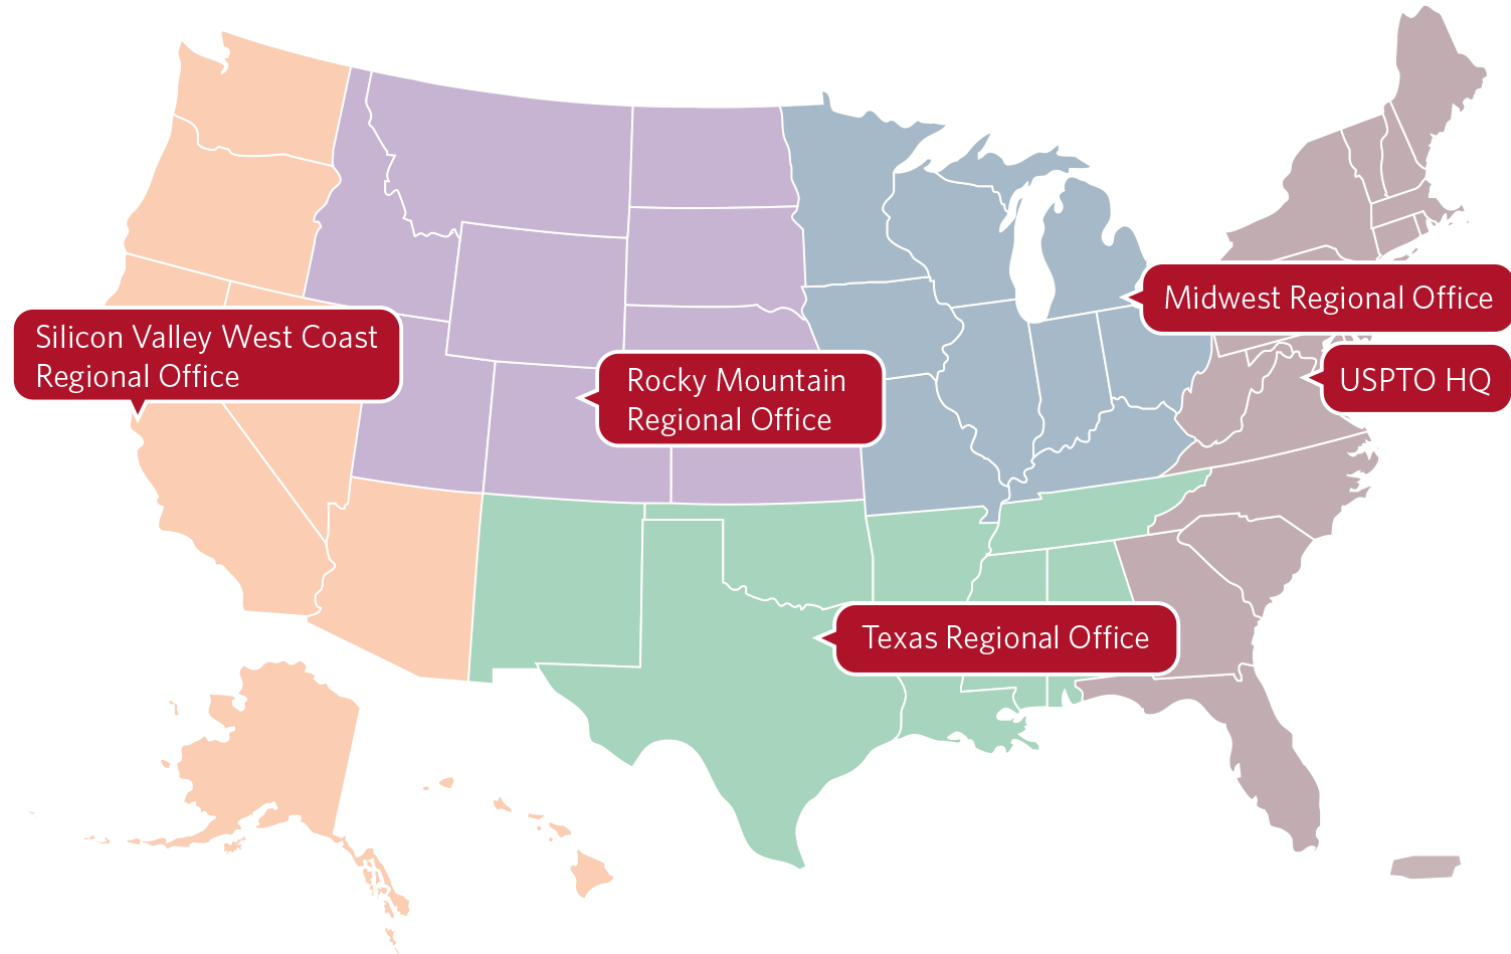 Midwest Regional Office
Silicon Valley West Coast
Regional Office
Rocky Mountain
Regional Office
USPTO HQ
Texas Regional Office